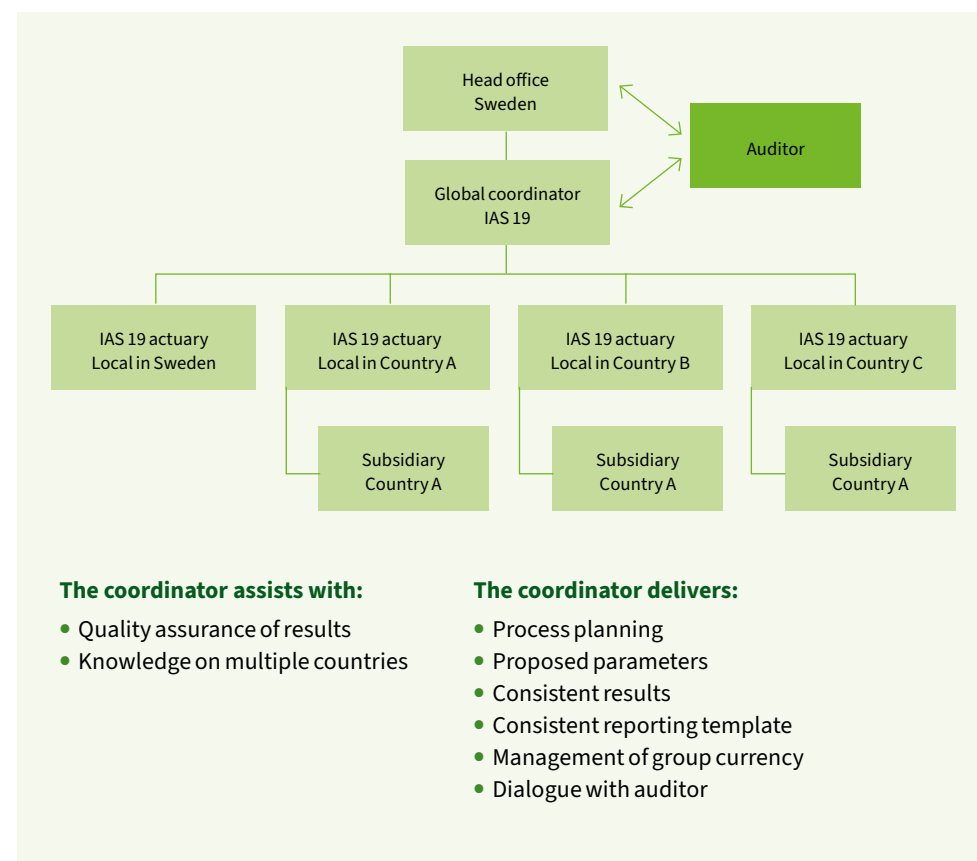 Head office
Sweden
Auditor
Global coordinator
IAS 19
IAS 19 actuary
Local in Sweden
IAS 19 actuary
Local in Country A
IAS 19 actuary
Local in Country B
IAS 19 actuary
Local in Country C
Subsidiary
Country A
Subsidiary
Country A
Subsidiary
Country A
The coordinator assists with:
• Quality assurance of results
• Knowledge on multiple countries
The coordinator delivers:
• Process planning
• Proposed parameters
• Consistent results
• Consistent reporting template
• Management of group currency
• Dialogue with auditor